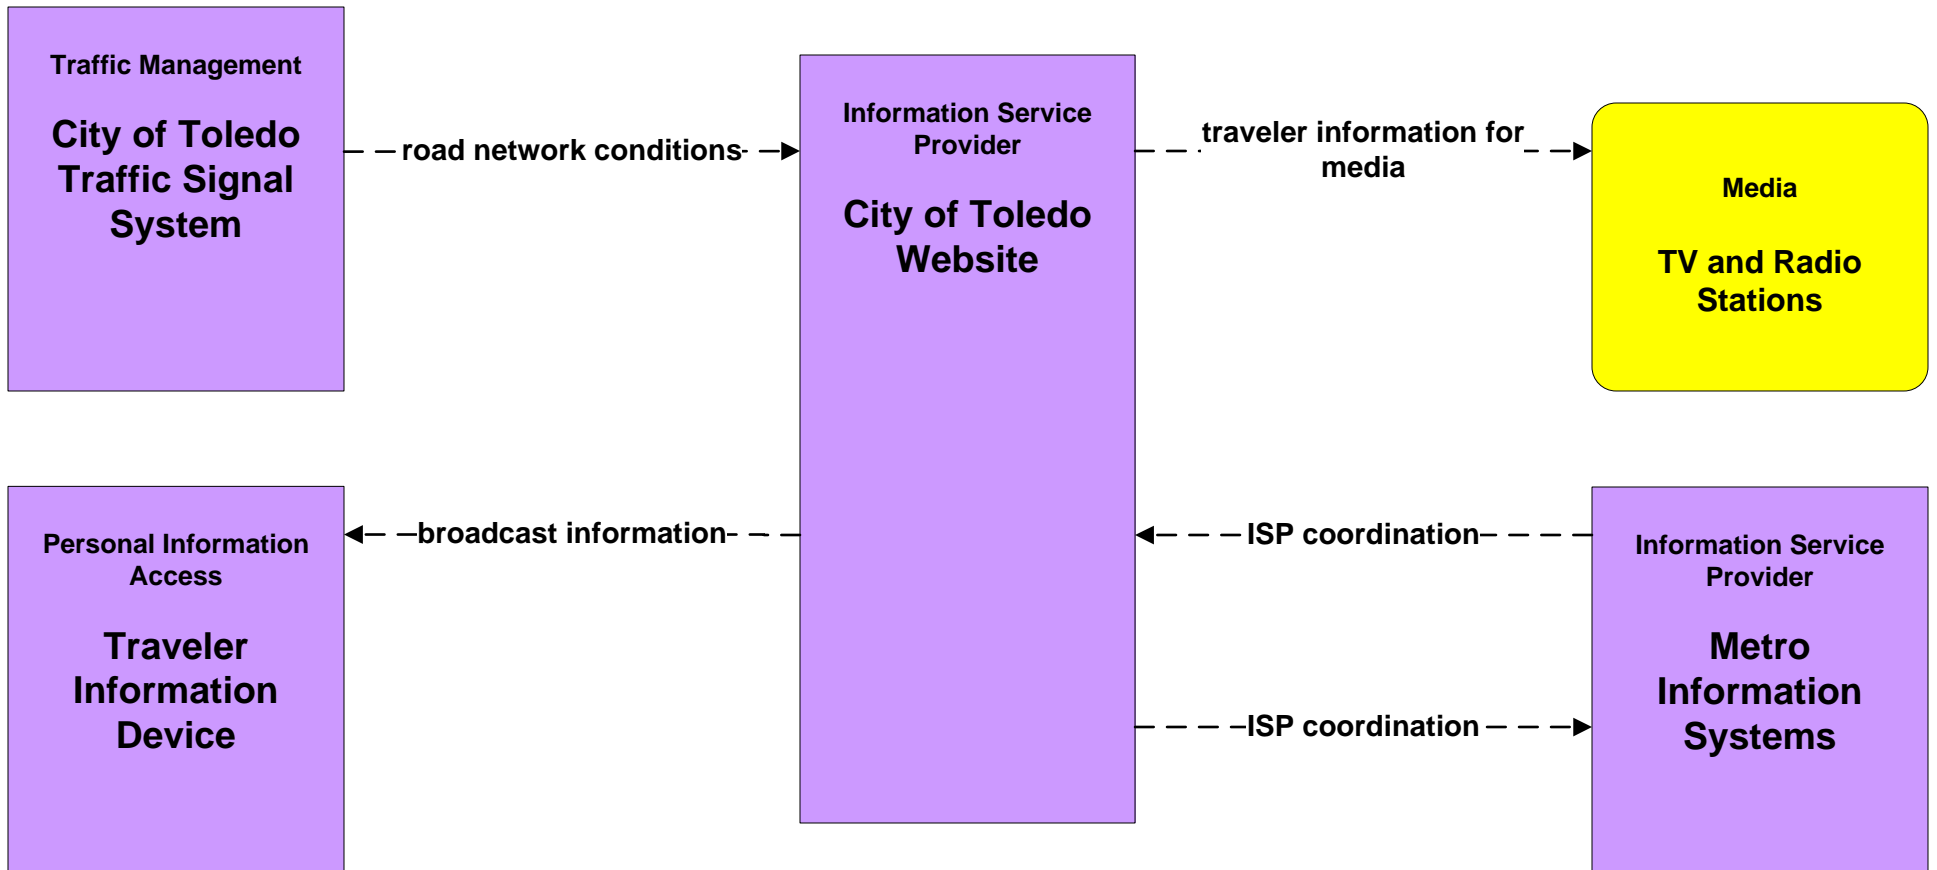 Traffic Management
City of Toledo
Traffic Signal
System
road network conditions
Information Service
Provider
City of Toledo
Website
traveler information for
media
Media
TV and Radio
Stations
Personal Information
Access
Traveler
Information
Device
broadcast information
ISP coordination
ISP coordination
Information Service
Provider
Metro
Information
Systems